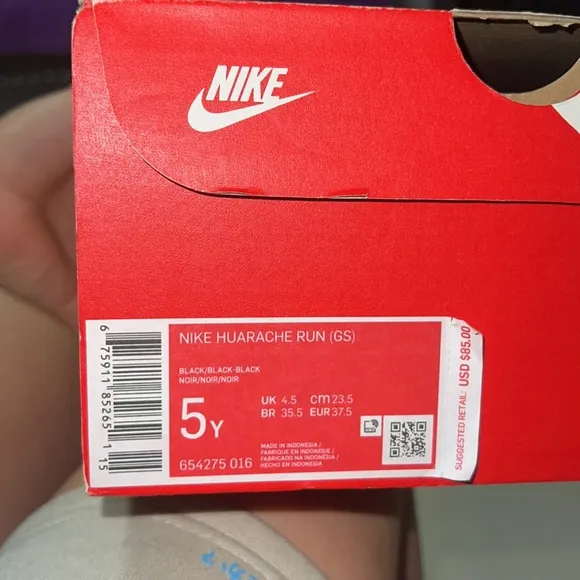 NIKE
NIKE HUARACHE RUN (GS)
BLACK/BLACK-BLACK
NOIR/NOIR/NOIR
5Y
UK 4.5 cm 23.5
BR 35.5 EUR 37.5
654275 016
MADE IN INDONESIA /
FABRIQUÉ EN INDONÉSIE /
FABRICADO NA INDONÉSIA /
HECHO EN INDONESIA
6 75911 85265 1 15
SUGGESTED RETAIL: USD $85.00